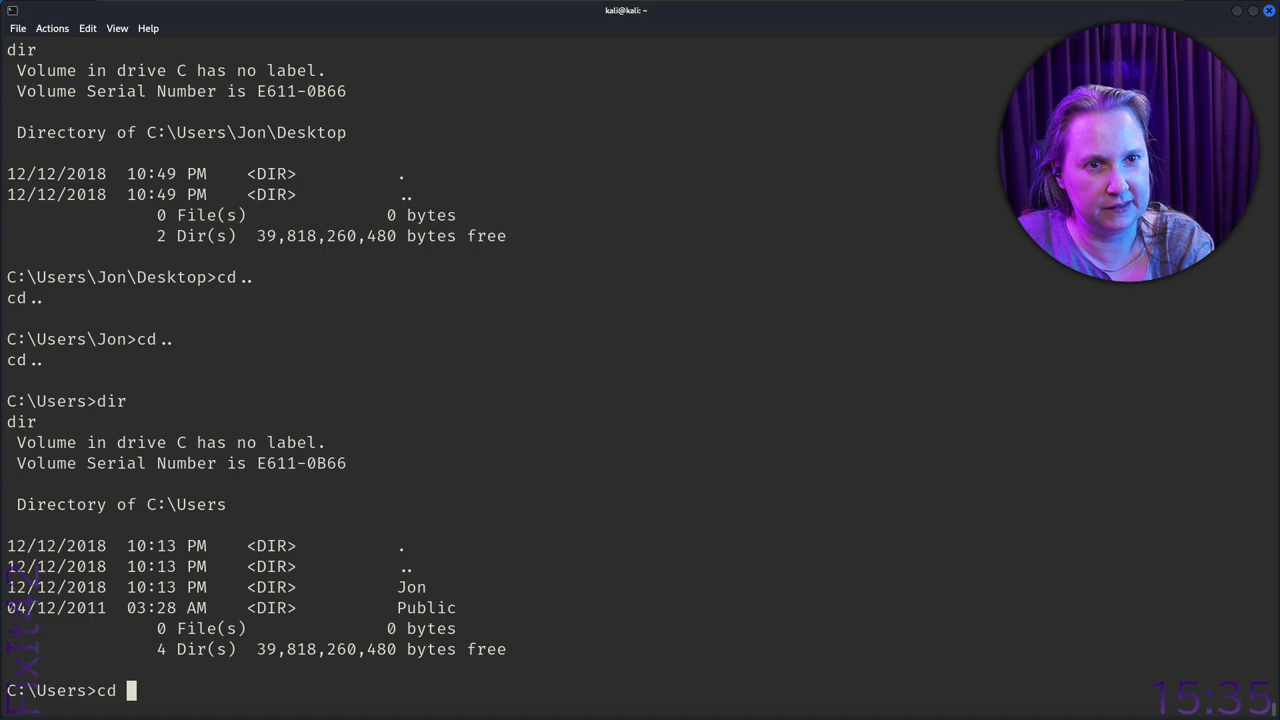 kali@kali: ~
File Actions Edit View Help
dir
Volume in drive C has no label.
Volume Serial Number is E611-0B66
Directory of C:\Users\Jon\Desktop
12/12/2018 10:49 PM <DIR> .
12/12/2018 10:49 PM <DIR> ..
0 File(s) 0 bytes
2 Dir(s) 39,818,260,480 bytes free
C:\Users\Jon\Desktop>cd..
cd..
C:\Users\Jon>cd..
cd..
C:\Users>dir
dir
Volume in drive C has no label.
Volume Serial Number is E611-0B66
Directory of C:\Users
12/12/2018 10:13 PM <DIR> .
12/12/2018 10:13 PM <DIR> ..
12/12/2018 10:13 PM <DIR> Jon
04/12/2011 03:28 AM <DIR> Public
0 File(s) 0 bytes
4 Dir(s) 39,818,260,480 bytes free
C:\Users>cd
FixIt42
15:35